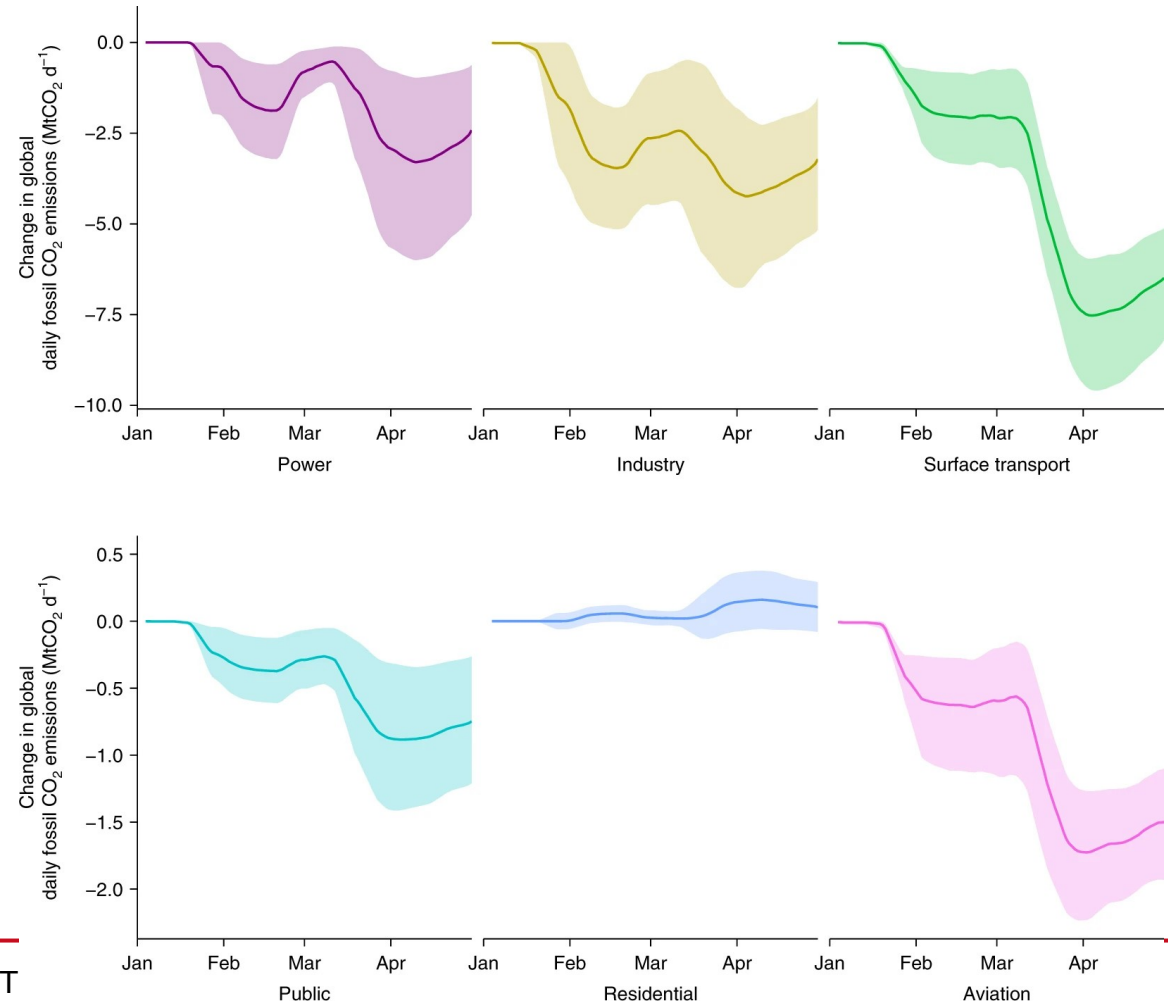 Change in global
daily fossil CO₂ emissions (MtCO₂ d⁻¹)
0.0
−2.5
−5.0
−7.5
−10.0
Jan Feb Mar Apr Jan Feb Mar Apr Jan Feb Mar Apr
Power Industry Surface transport
Change in global
daily fossil CO₂ emissions (MtCO₂ d⁻¹)
0.5
0.0
−0.5
−1.0
−1.5
−2.0
Jan Feb Mar Apr Jan Feb Mar Apr Jan Feb Mar Apr
T
Public Residential Aviation